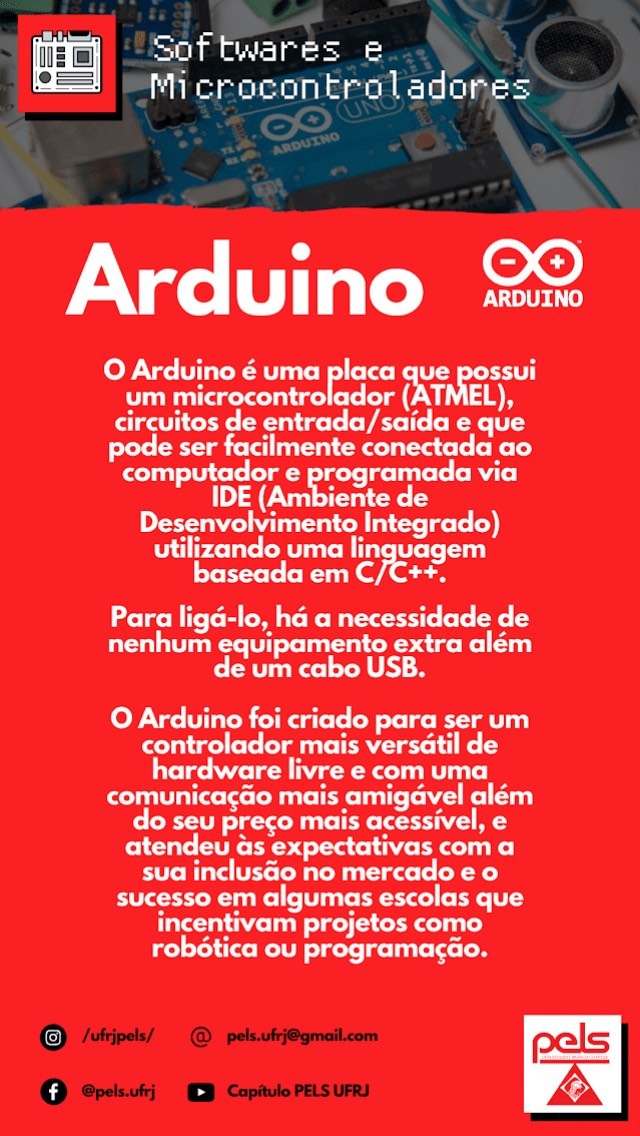 Softwares e
Microcontroladores
UNO
ARDUINO
Arduino
ARDUINO
O Arduino é uma placa que possui
um microcontrolador (ATMEL),
circuitos de entrada/saída e que
pode ser facilmente conectada ao
computador e programada via
IDE (Ambiente de
Desenvolvimento Integrado)
utilizando uma linguagem
baseada em C/C++.
Para ligá-lo, há a necessidade de
nenhum equipamento extra além
de um cabo USB.
O Arduino foi criado para ser um
controlador mais versátil de
hardware livre e com uma
comunicação mais amigável além
do seu preço mais acessível, e
atendeu às expectativas com a
sua inclusão no mercado e o
sucesso em algumas escolas que
incentivam projetos como
robótica ou programação.
/ufrjpels/
pels.ufrj@gmail.com
@pels.ufrj
Capítulo PELS UFRJ
pels